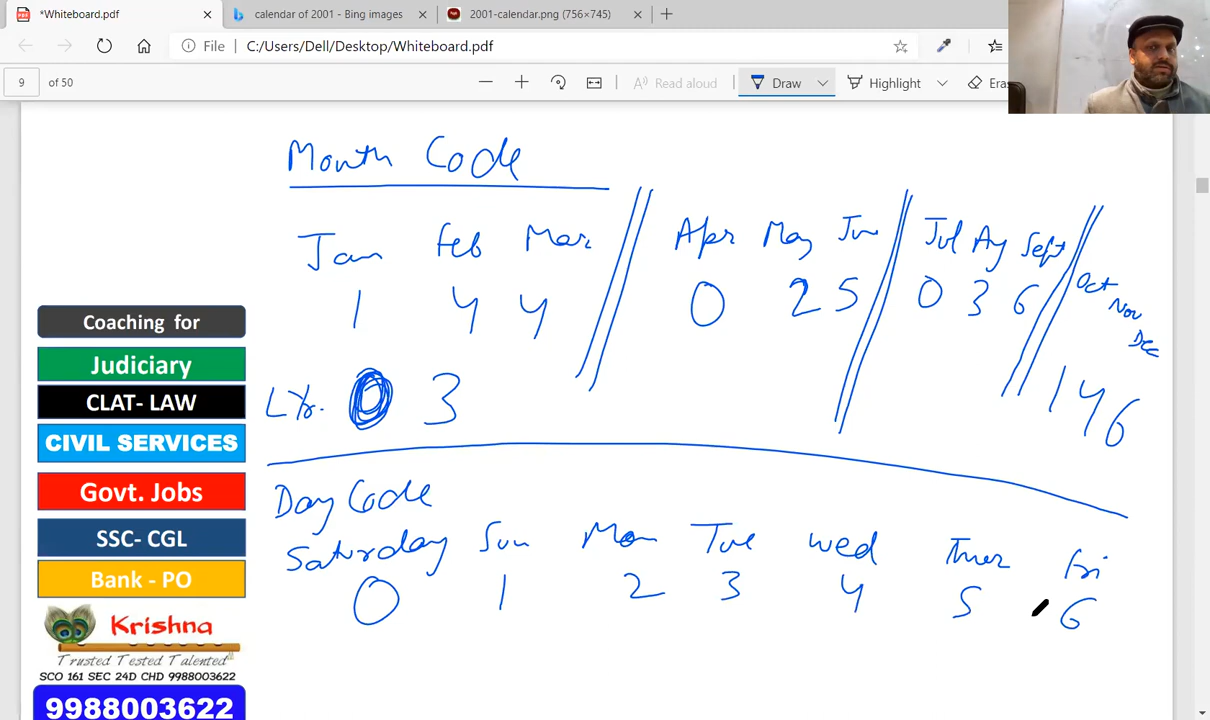 *Whiteboard.pdf
calendar of 2001 - Bing images
2001-calendar.png (756×745)
File
C:/Users/Dell/Desktop/Whiteboard.pdf
9 of 50
Read aloud
Draw
Highlight
Eras
Month Code
Jan Feb Mar Apr May Jun Jul Aug Sept Oct Nov Dec
1 4 4 0 2 5 0 3 6 1 4 6
L Yr. 0 3
Day Code
Saturday Sun Mon Tue Wed Thur Fri
0 1 2 3 4 5 6
Coaching for
Judiciary
CLAT- LAW
CIVIL SERVICES
Govt. Jobs
SSC- CGL
Bank - PO
Krishna
Trusted Tested Talented
SCO 161 SEC 24D CHD 9988003622
9988003622